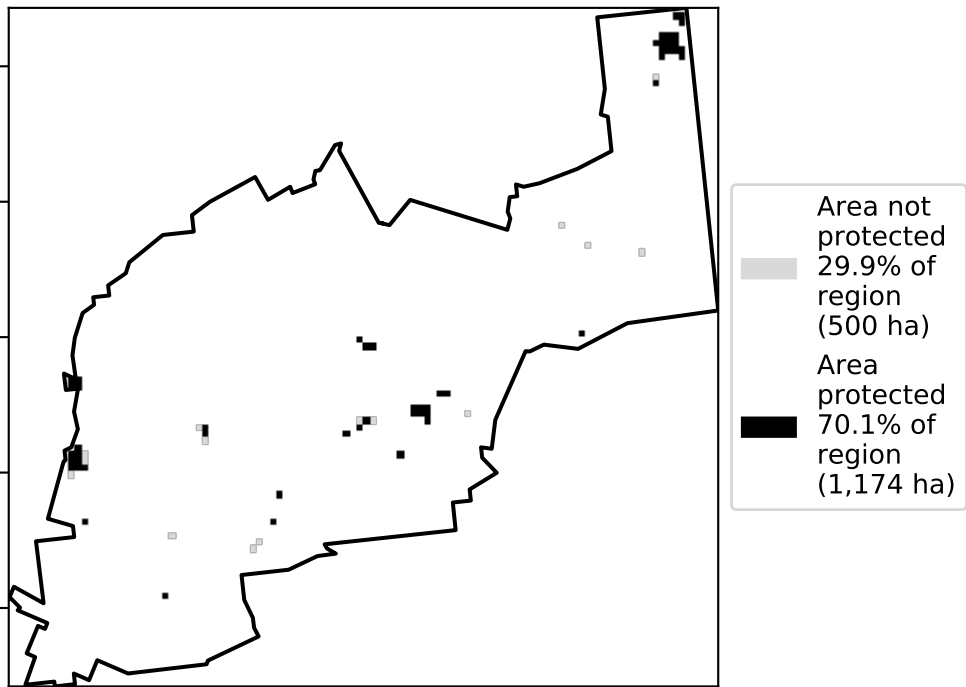 Area not
protected
29.9% of
region
(500 ha)
Area
protected
70.1% of
region
(1,174 ha)